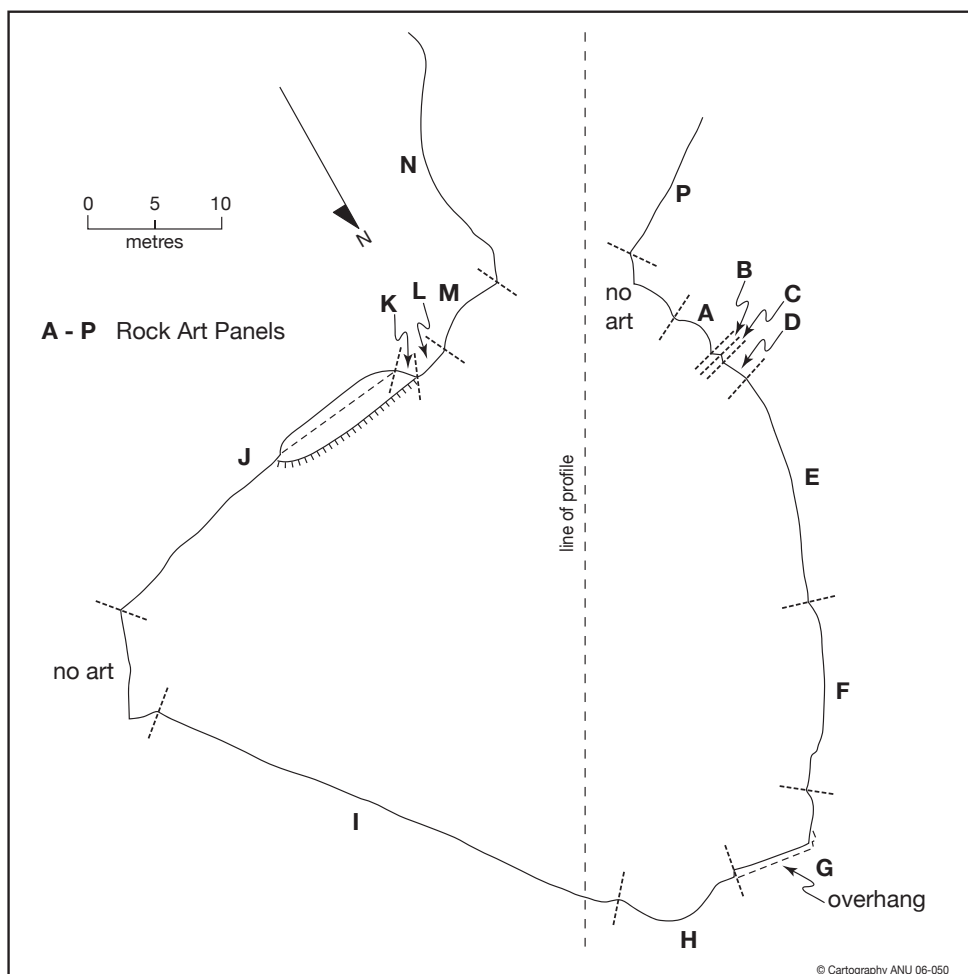 N
P
0 5 10
metres
N
B
no
art
A
C
K
L
M
D
A - P Rock Art Panels
J
E
line of profile
no art
F
I
G
overhang
H
© Cartography ANU 06-050